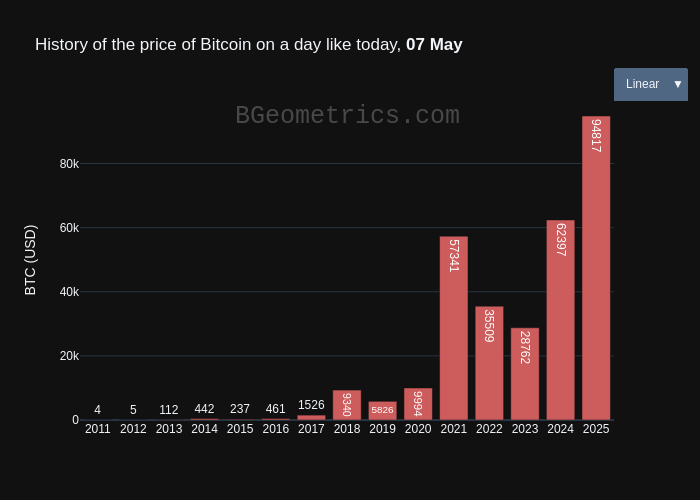 History of the price of Bitcoin on a day like today, 07 May
Linear ▼
BGeometrics.com
BTC (USD)
80k
60k
40k
20k
0
4 5 112 442 237 461 1526 9340 5826 9994 57341 35509 28762 62397 94817
2011 2012 2013 2014 2015 2016 2017 2018 2019 2020 2021 2022 2023 2024 2025